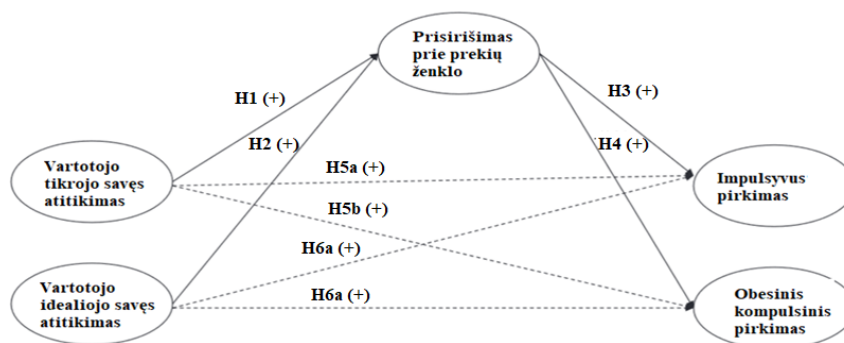 Prisirišimas
prie prekių
ženklo
H1 (+)
H3 (+)
H2 (+)
H4 (+)
Vartotojo
tikrojo savęs
atitikimas
H5a (+)
Impulsyvus
pirkimas
H5b (+)
H6a (+)
Vartotojo
idealiojo savęs
atitikimas
H6a (+)
Obesinis
kompulsinis
pirkimas